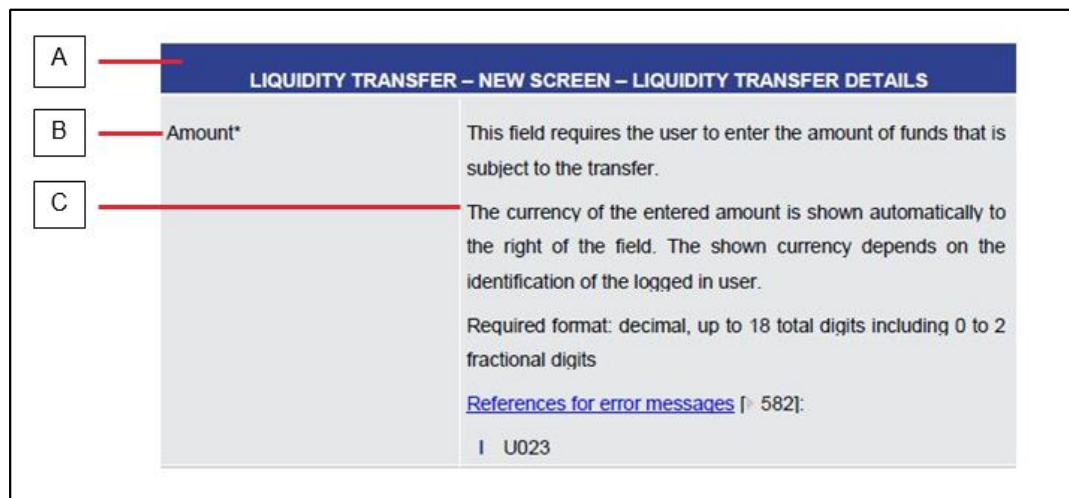 A
LIQUIDITY TRANSFER – NEW SCREEN – LIQUIDITY TRANSFER DETAILS
B
Amount*
This field requires the user to enter the amount of funds that is
subject to the transfer.
C
The currency of the entered amount is shown automatically to
the right of the field. The shown currency depends on the
identification of the logged in user.
Required format: decimal, up to 18 total digits including 0 to 2
fractional digits
References for error messages [▶ 582]:
I U023